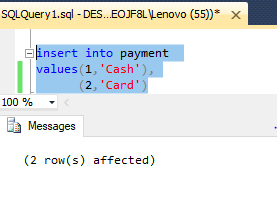 SQLQuery1.sql - DES...EOJF8L\Lenovo (55))*
insert into payment
values(1,'Cash'),
(2,'Card')
100 %
Messages
(2 row(s) affected)